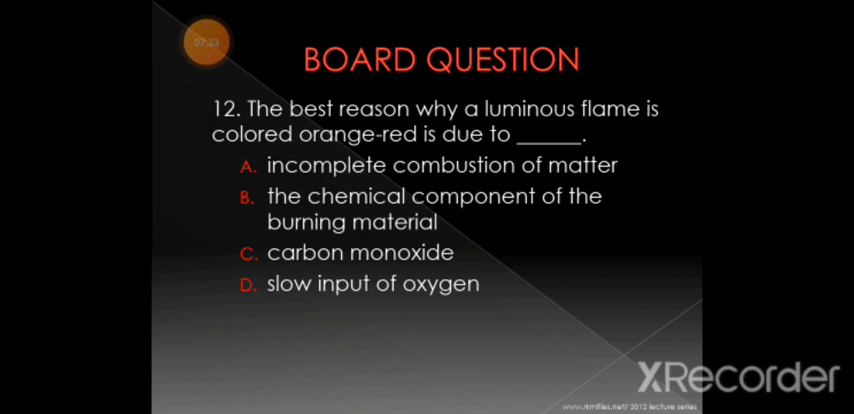 07:33
BOARD QUESTION
12. The best reason why a luminous flame is
colored orange-red is due to ______.
A. incomplete combustion of matter
B. the chemical component of the
burning material
C. carbon monoxide
D. slow input of oxygen
XRecorder
www.rkmfiles.net/ 2012 lecture series